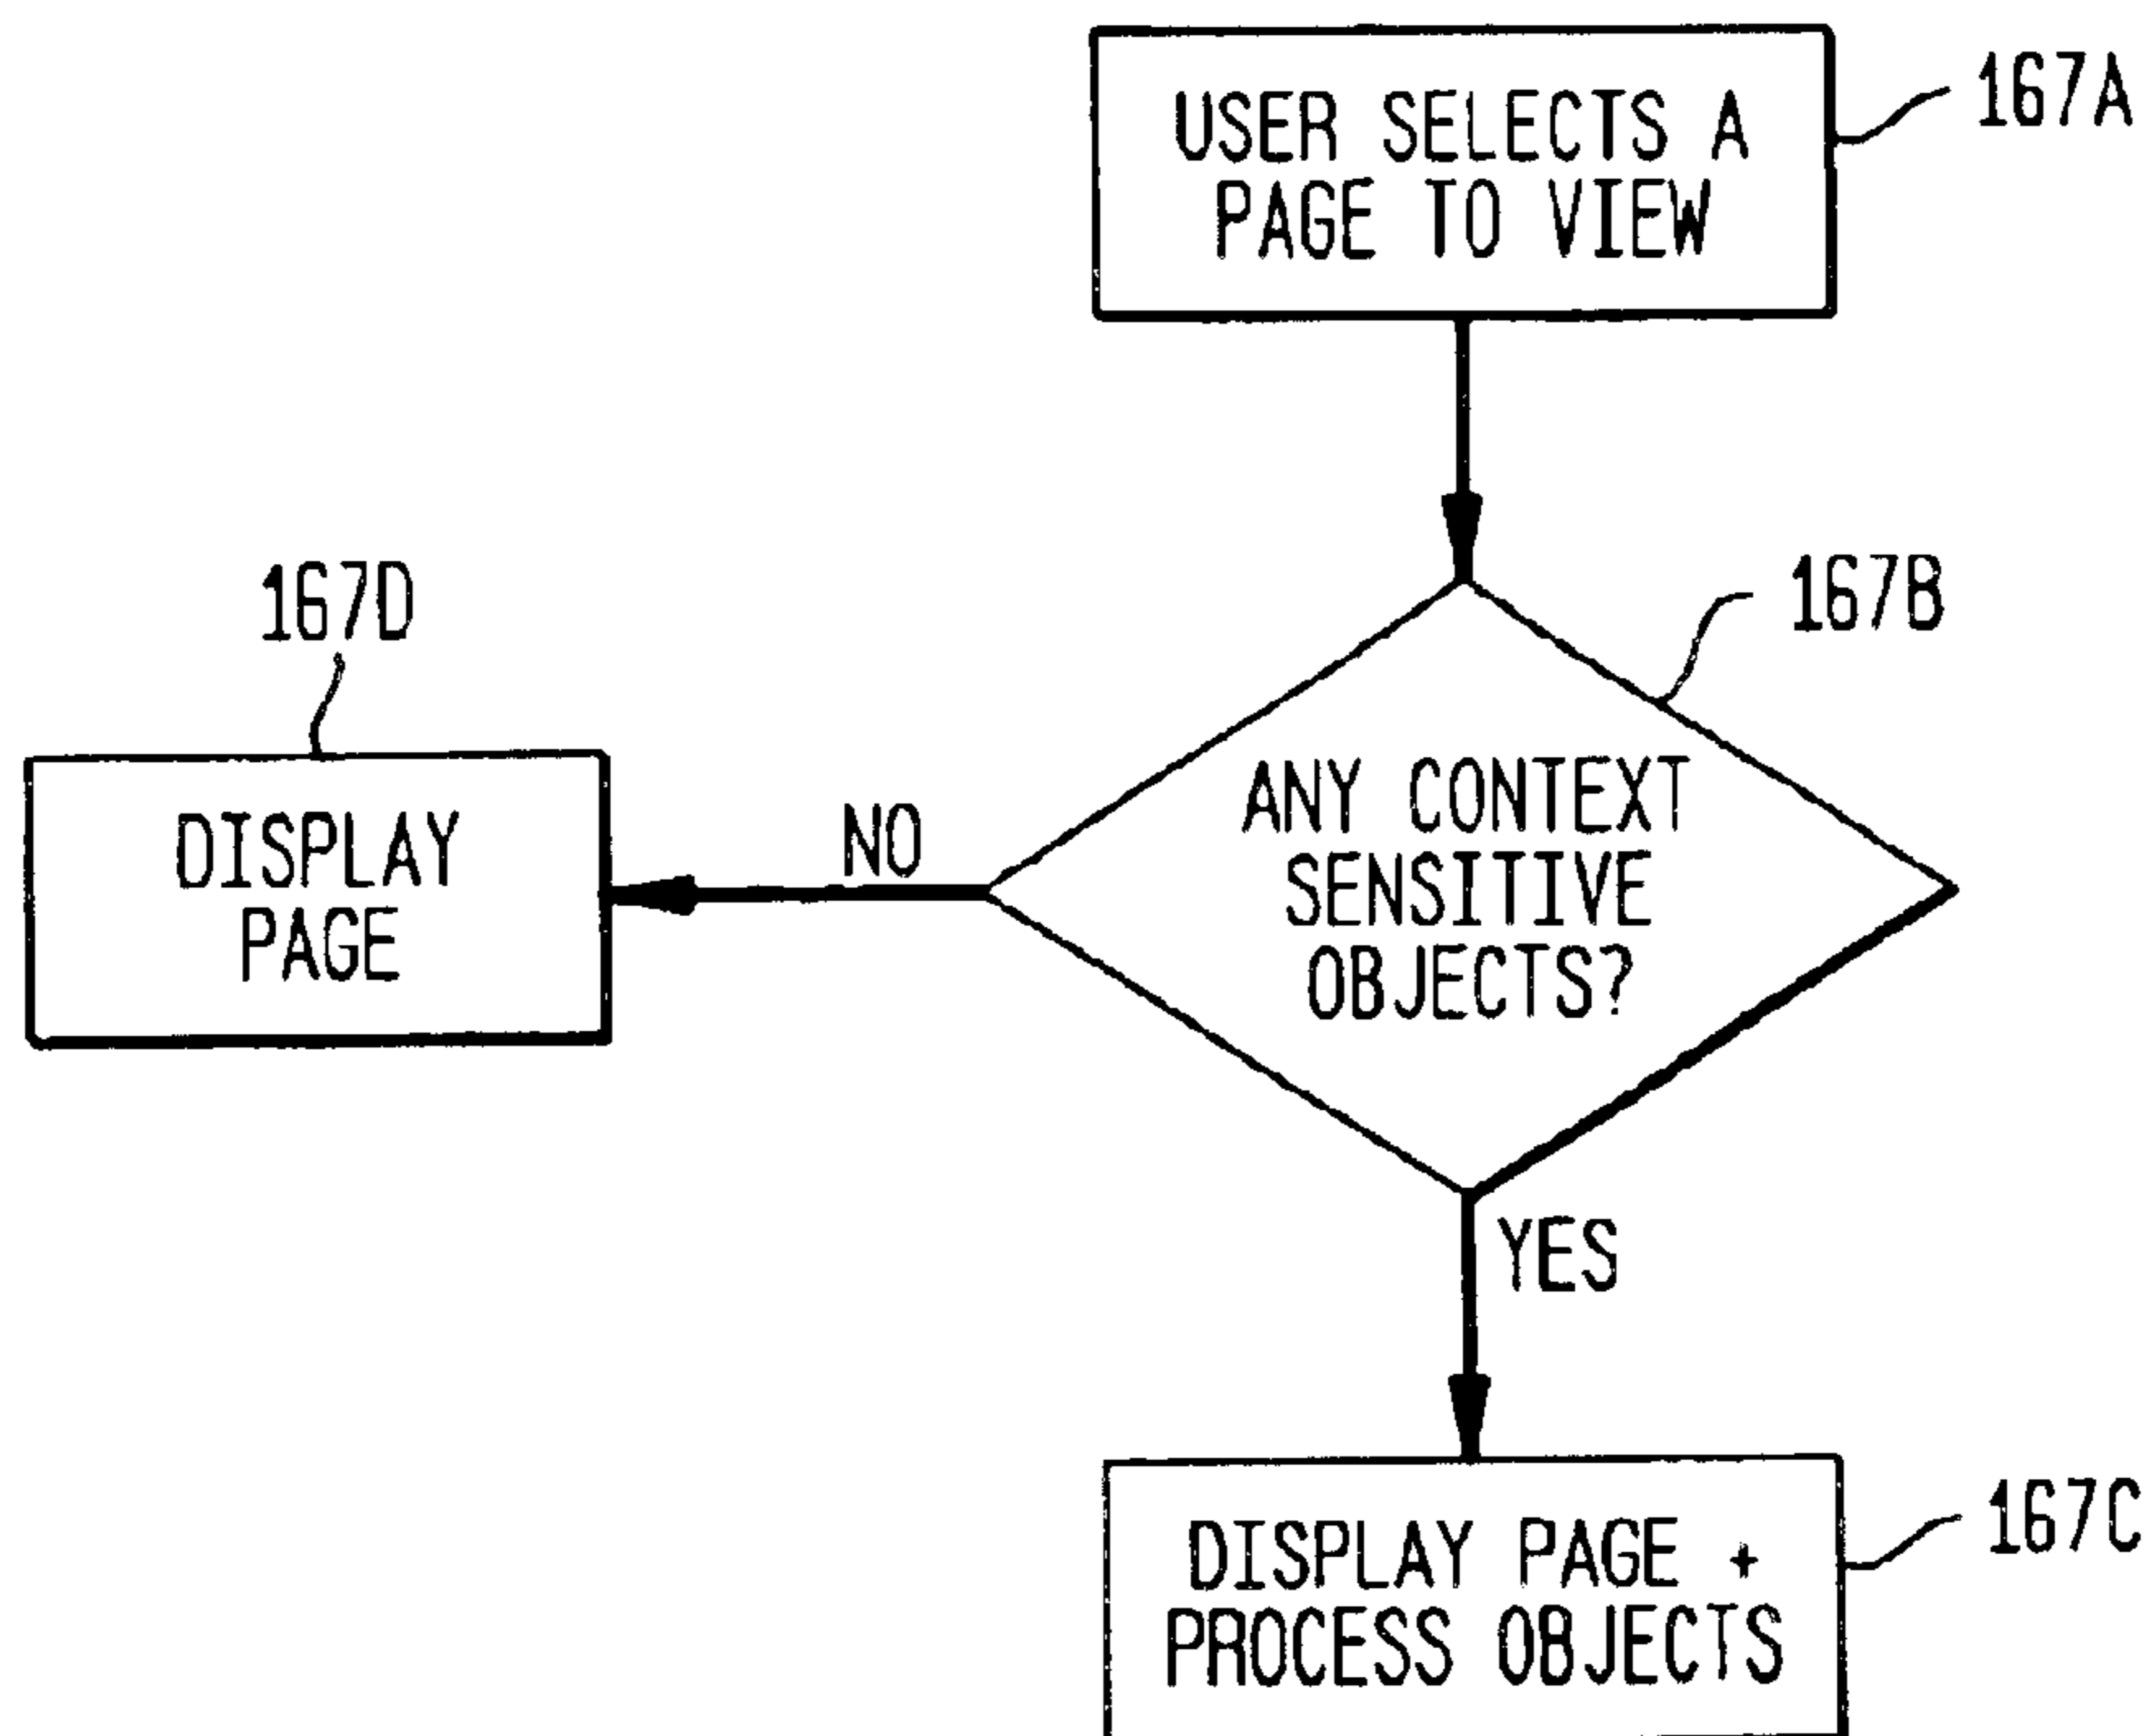 USER SELECTS A
PAGE TO VIEW
167A
167B
ANY CONTEXT
SENSITIVE
OBJECTS?
NO
167D
DISPLAY
PAGE
YES
DISPLAY PAGE +
PROCESS OBJECTS
167C